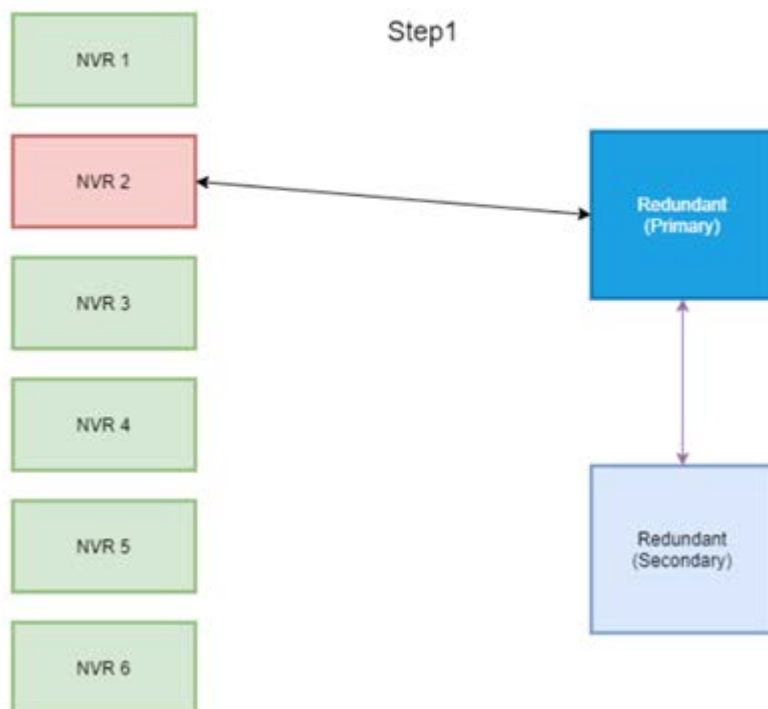 Step1
NVR 1
NVR 2
Redundant
(Primary)
NVR 3
NVR 4
NVR 5
Redundant
(Secondary)
NVR 6